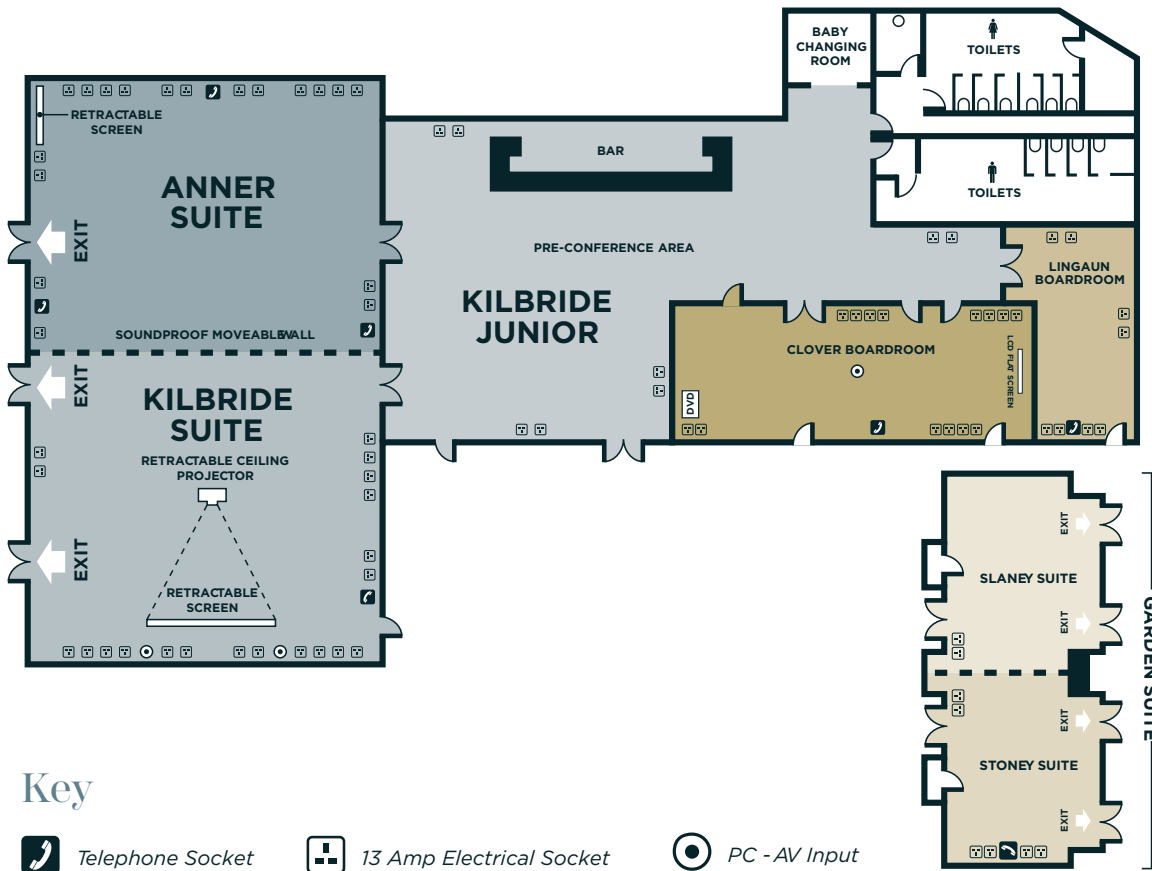 BABY
CHANGING
ROOM
TOILETS
RETRACTABLE
SCREEN
BAR
ANNER
SUITE
TOILETS
EXIT
PRE-CONFERENCE AREA
LINGAUN
BOARDROOM
KILBRIDE
JUNIOR
SOUNDPROOF MOVEABLE WALL
CLOVER BOARDROOM
LCD FLAT SCREEN
DVD
EXIT
KILBRIDE
SUITE
RETRACTABLE CEILING
PROJECTOR
EXIT
RETRACTABLE
SCREEN
EXIT
SLANEY SUITE
EXIT
GARDEN SUITE
EXIT
STONEY SUITE
EXIT
Key
Telephone Socket
13 Amp Electrical Socket
PC - AV Input